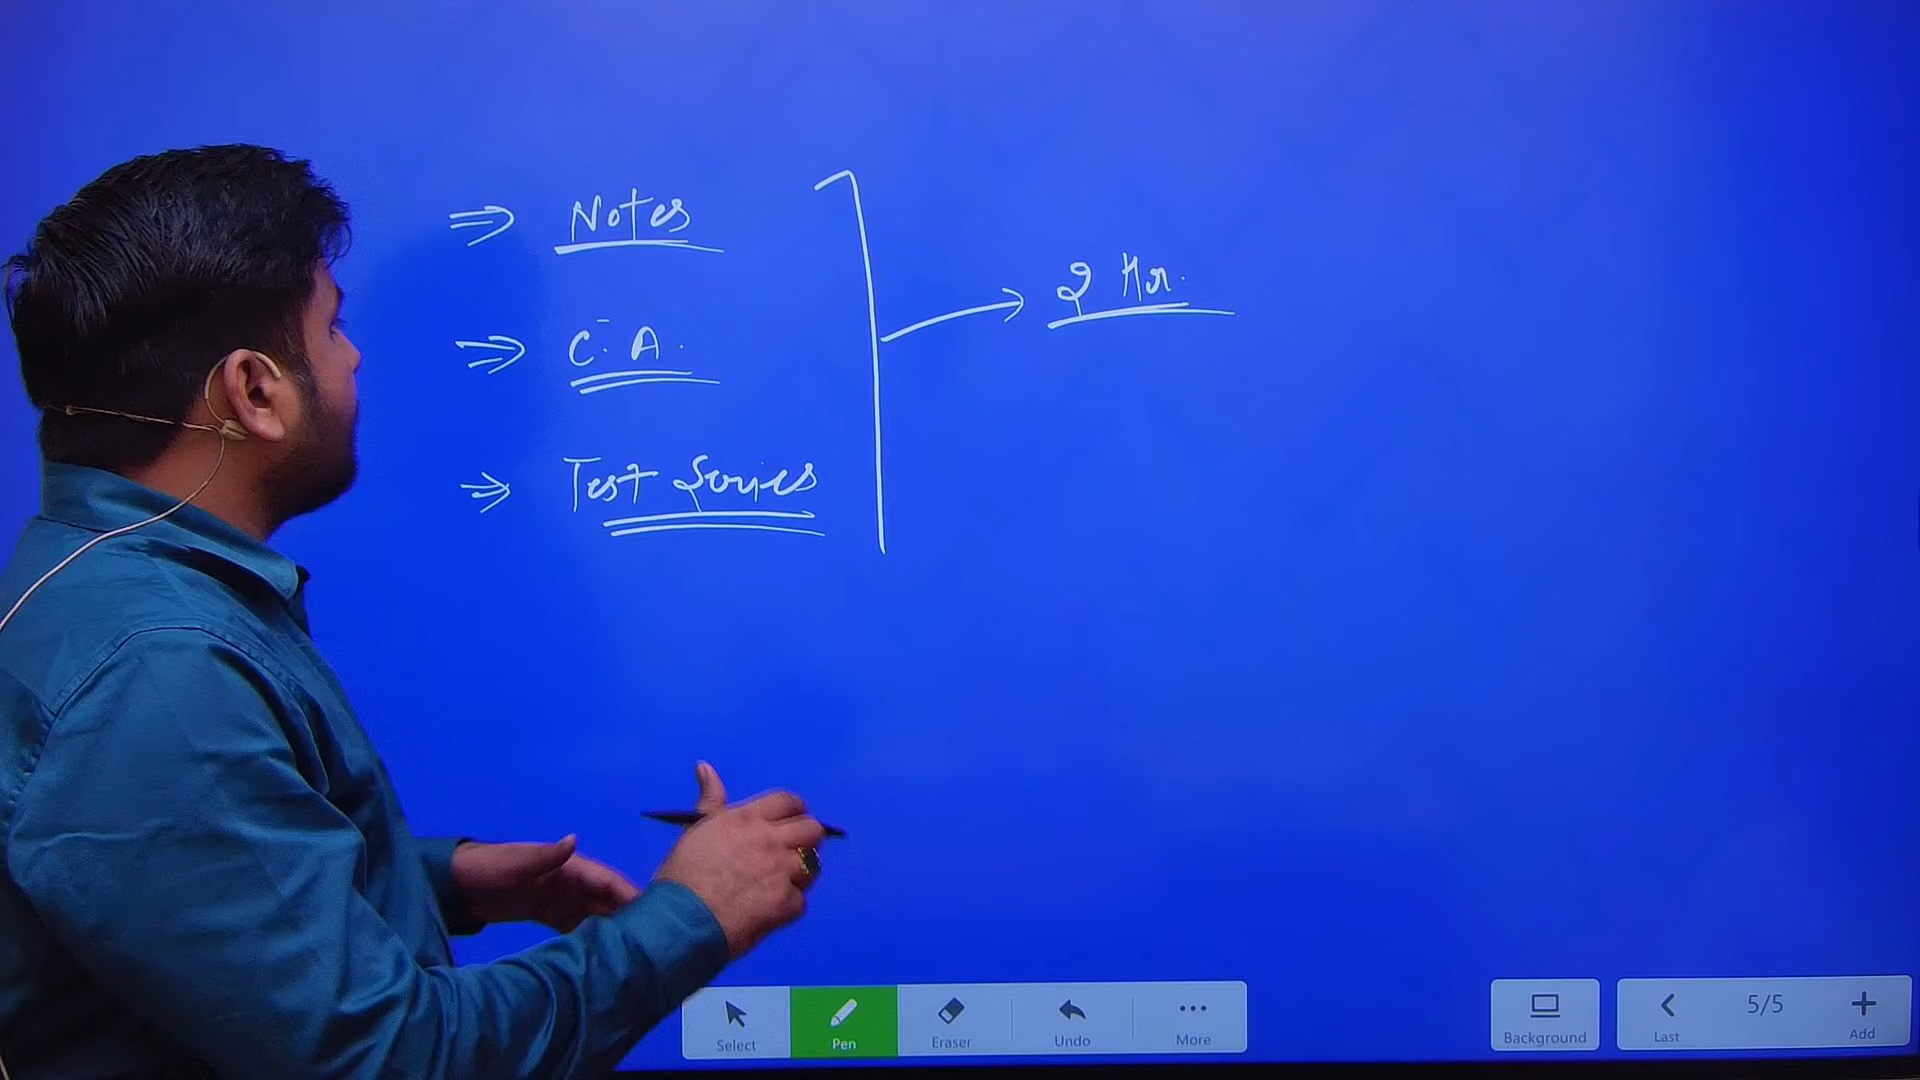 ⇒ Notes
⇒ C.A.
⇒ Test Series
→ 2 Hr.
Select
Pen
Eraser
Undo
More
Background
Last
5/5
Add